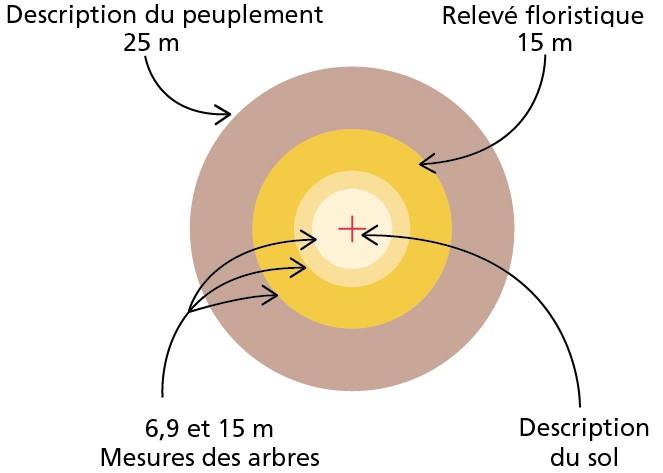 Description du peuplement
25 m
Relevé floristique
15 m
6,9 et 15 m
Mesures des arbres
Description
du sol